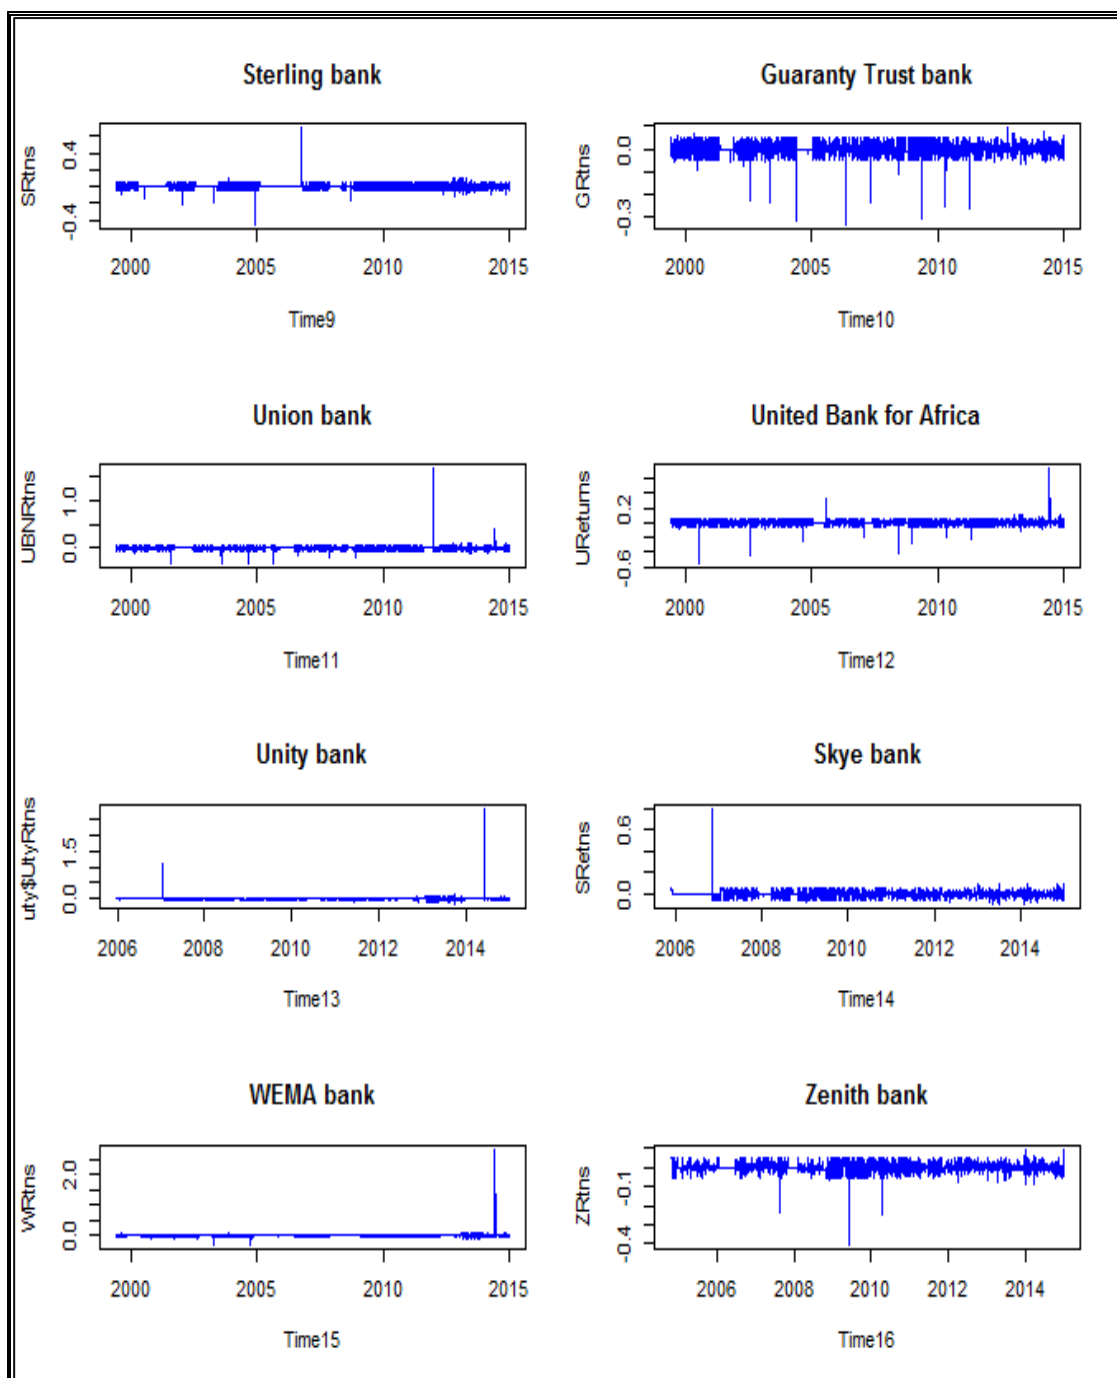 Sterling bank
SRtns
0.4
-0.4
2000 2005 2010 2015
Time9
Guaranty Trust bank
GRtns
0.0
-0.3
2000 2005 2010 2015
Time10
Union bank
UBNRtns
1.0
0.0
2000 2005 2010 2015
Time11
United Bank for Africa
UReturns
0.2
-0.6
2000 2005 2010 2015
Time12
Unity bank
uty$UtyRtns
1.5
0.0
2006 2008 2010 2012 2014
Time13
Skye bank
SRetns
0.6
0.0
2006 2008 2010 2012 2014
Time14
WEMA bank
WRtns
2.0
0.0
2000 2005 2010 2015
Time15
Zenith bank
ZRtns
-0.1
-0.4
2006 2008 2010 2012 2014
Time16